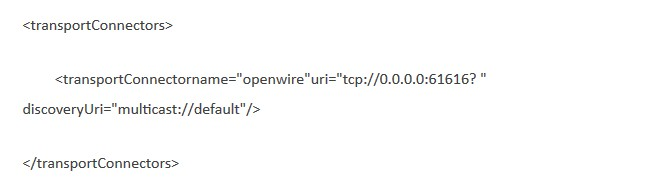 <transportConnectors>
<transportConnectorname="openwire"uri="tcp://0.0.0.0:61616? "
discoveryUri="multicast://default"/>
</transportConnectors>